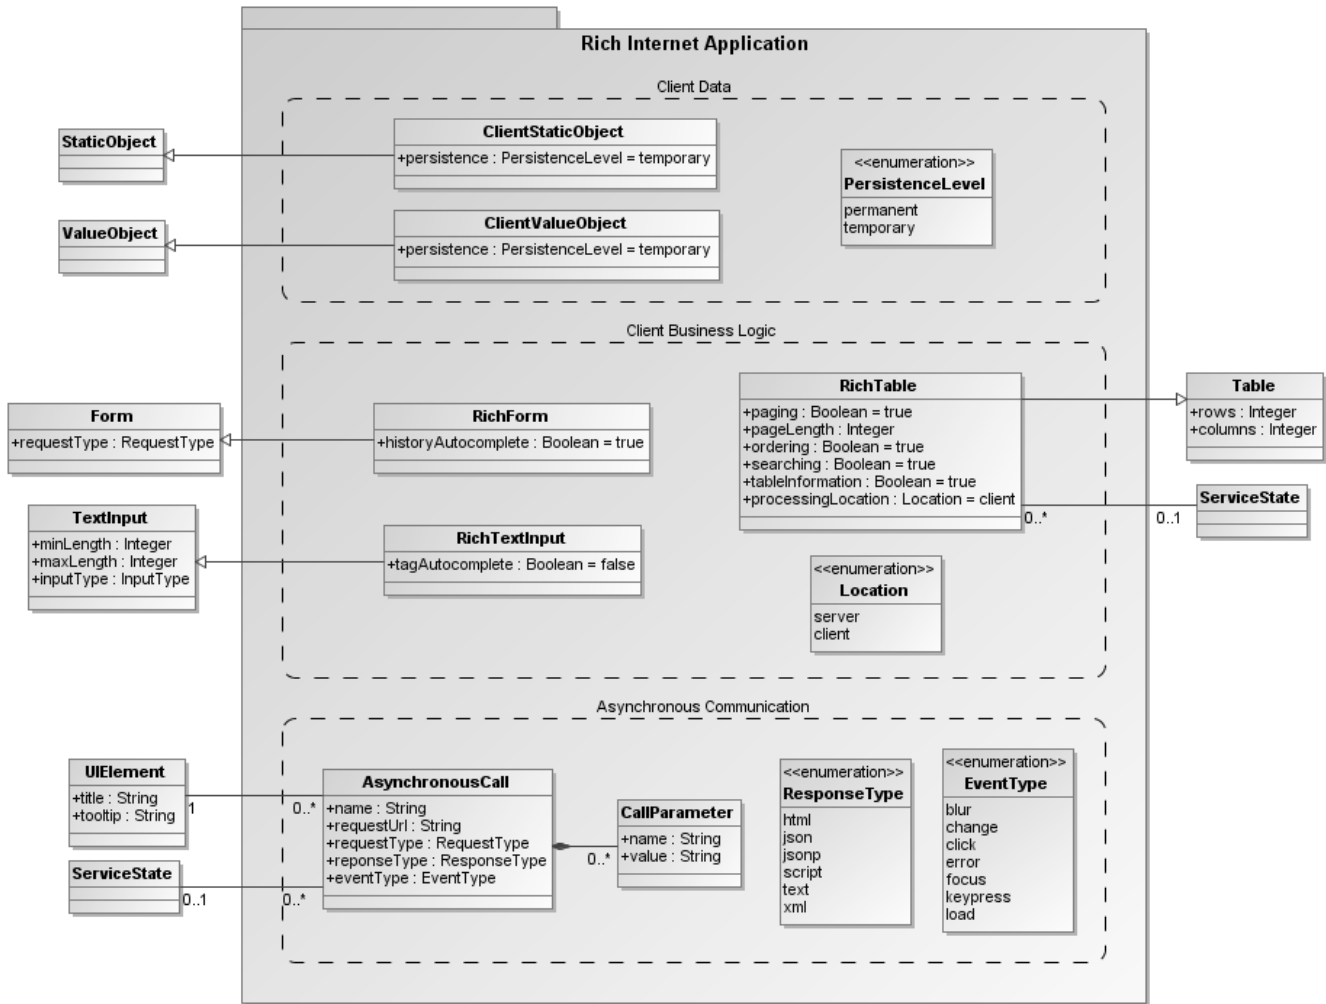 Rich Internet Application
Client Data
StaticObject
ClientStaticObject
+persistence : PersistenceLevel = temporary
<<enumeration>>
PersistenceLevel
permanent
temporary
ValueObject
ClientValueObject
+persistence : PersistenceLevel = temporary
Client Business Logic
Form
+requestType : RequestType
RichForm
+historyAutocomplete : Boolean = true
RichTable
+paging : Boolean = true
+pageLength : Integer
+ordering : Boolean = true
+searching : Boolean = true
+tableInformation : Boolean = true
+processingLocation : Location = client
Table
+rows : Integer
+columns : Integer
0..*
0..1
ServiceState
TextInput
+minLength : Integer
+maxLength : Integer
+inputType : InputType
RichTextInput
+tagAutocomplete : Boolean = false
<<enumeration>>
Location
server
client
Asynchronous Communication
UIElement
+title : String
+tooltip : String
1
0..*
ServiceState
0..1
0..*
AsynchronousCall
+name : String
+requestUrl : String
+requestType : RequestType
+reponseType : ResponseType
+eventType : EventType
0..*
CallParameter
+name : String
+value : String
<<enumeration>>
ResponseType
html
json
jsonp
script
text
xml
<<enumeration>>
EventType
blur
change
click
error
focus
keypress
load